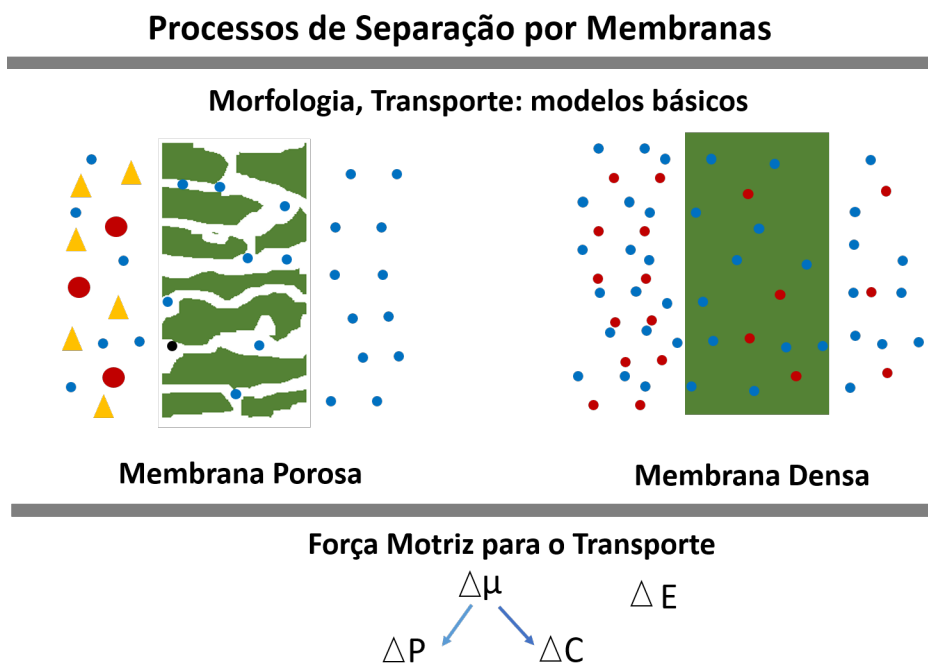 Processos de Separação por Membranas
Morfologia, Transporte: modelos básicos
Membrana Porosa
Membrana Densa
Força Motriz para o Transporte
△μ
△E
△P
△C